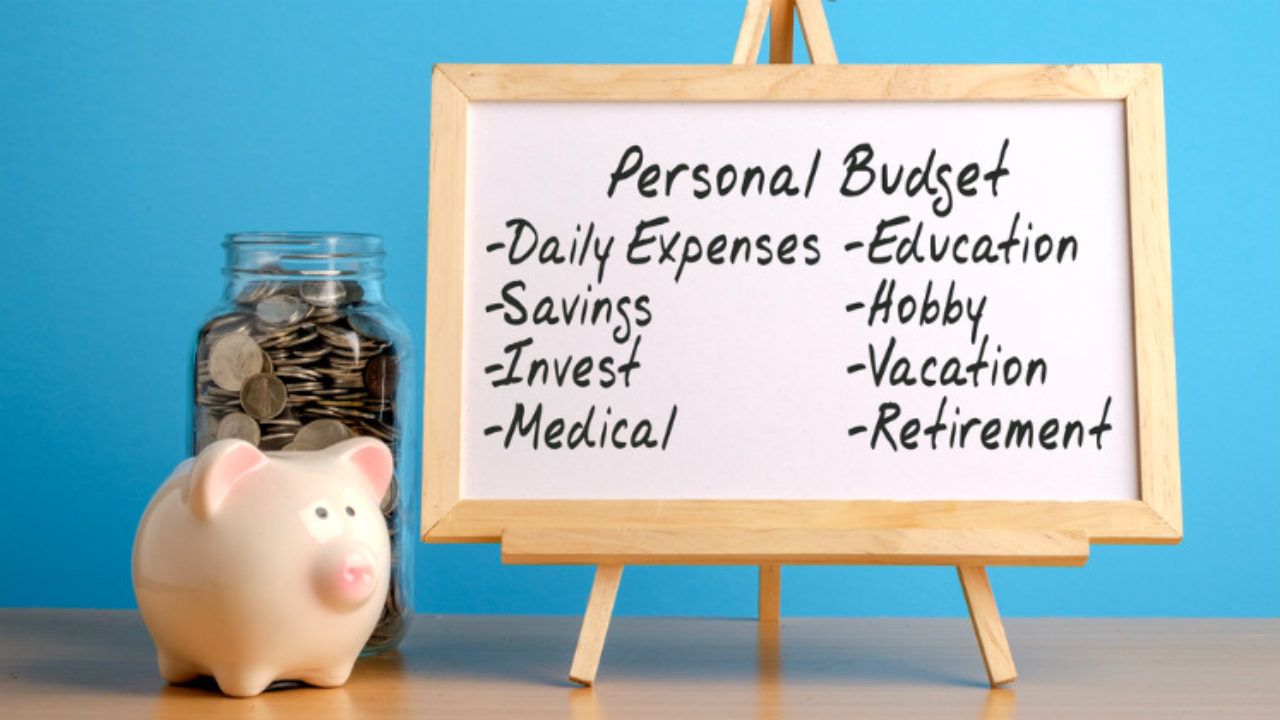 Personal Budget
-Daily Expenses
-Savings
-Invest
-Medical
-Education
-Hobby
-Vacation
-Retirement